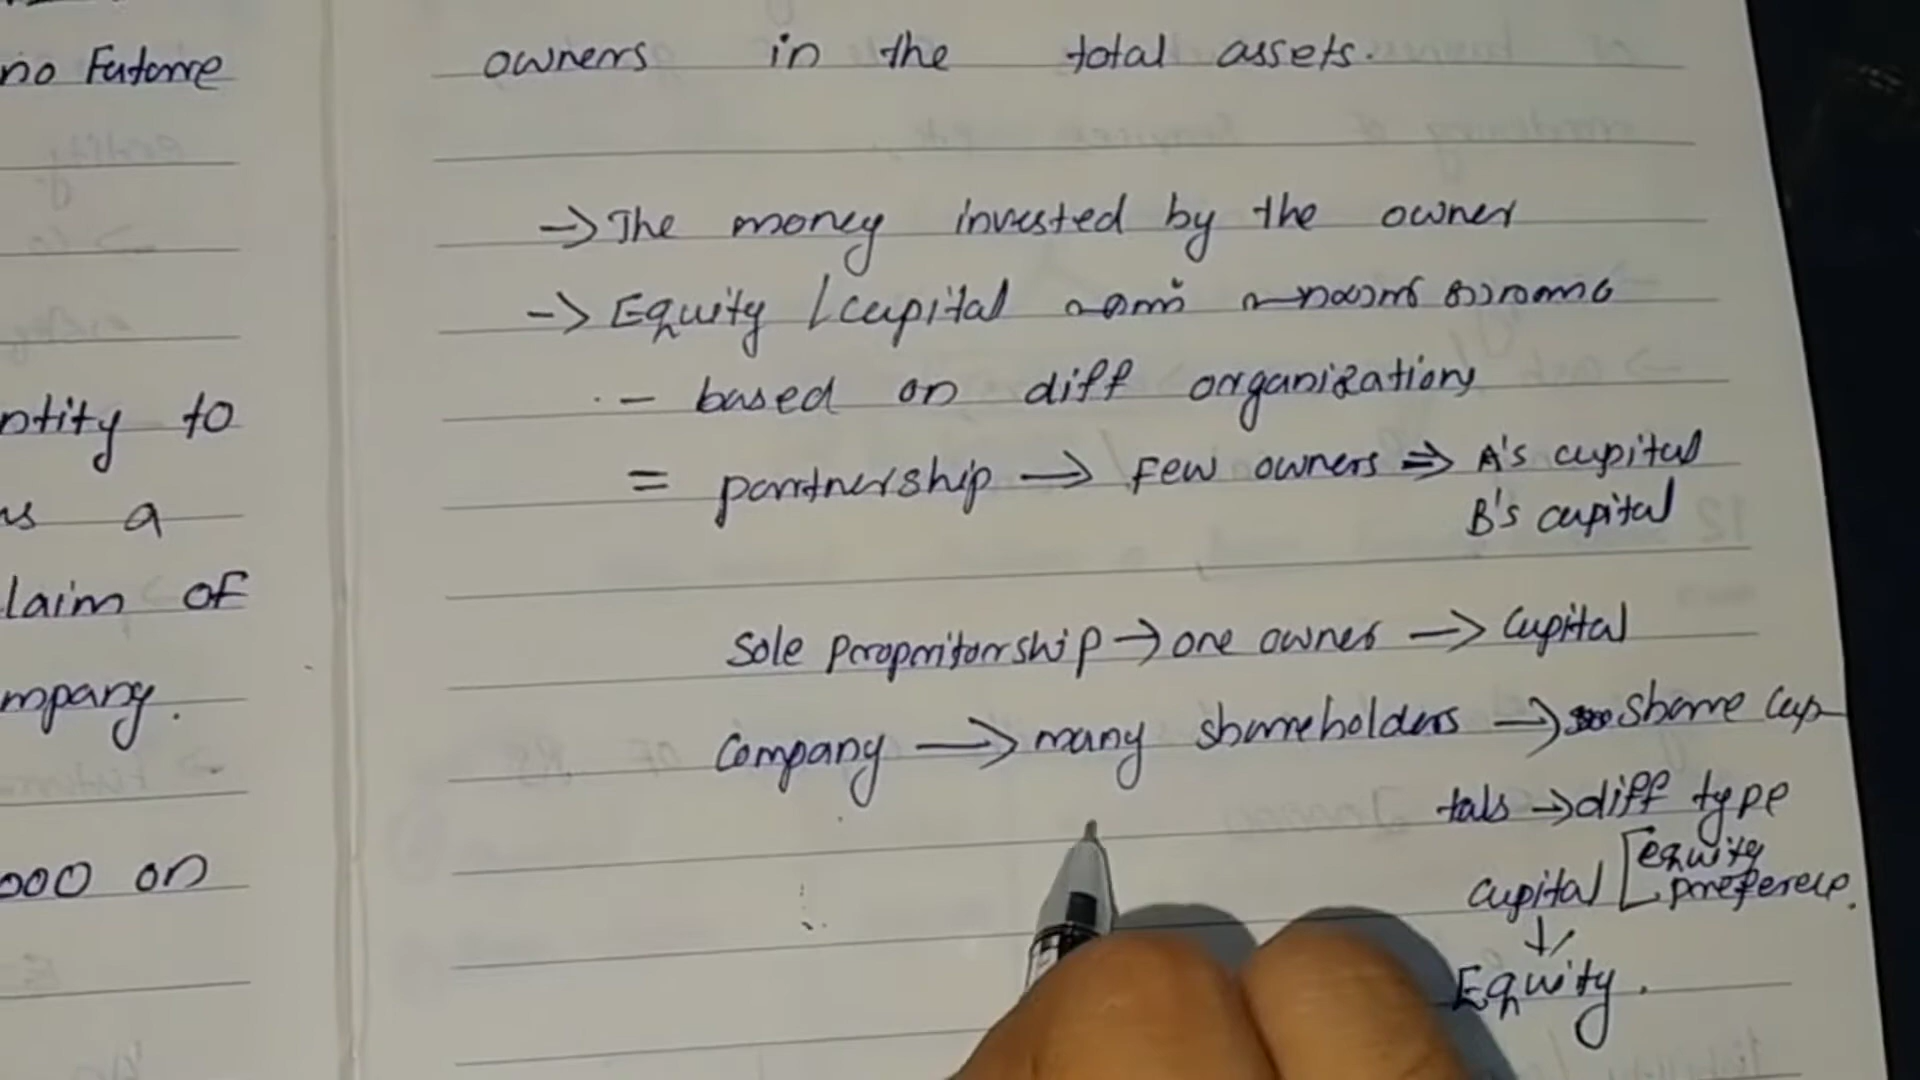 no Future
ntity to
as a
laim of
mpany.
000 on
owners in the total assets.
→ The money invested by the owner
→ Equity / capital
- based on diff organizations
= partnership → Few owners ⇒ A's capital
B's capital
Sole Propritorship → one owner → Capital
Company → many shareholders → Share Cap
tals → diff type
Capital [ equity
preference.
↓
Equity.